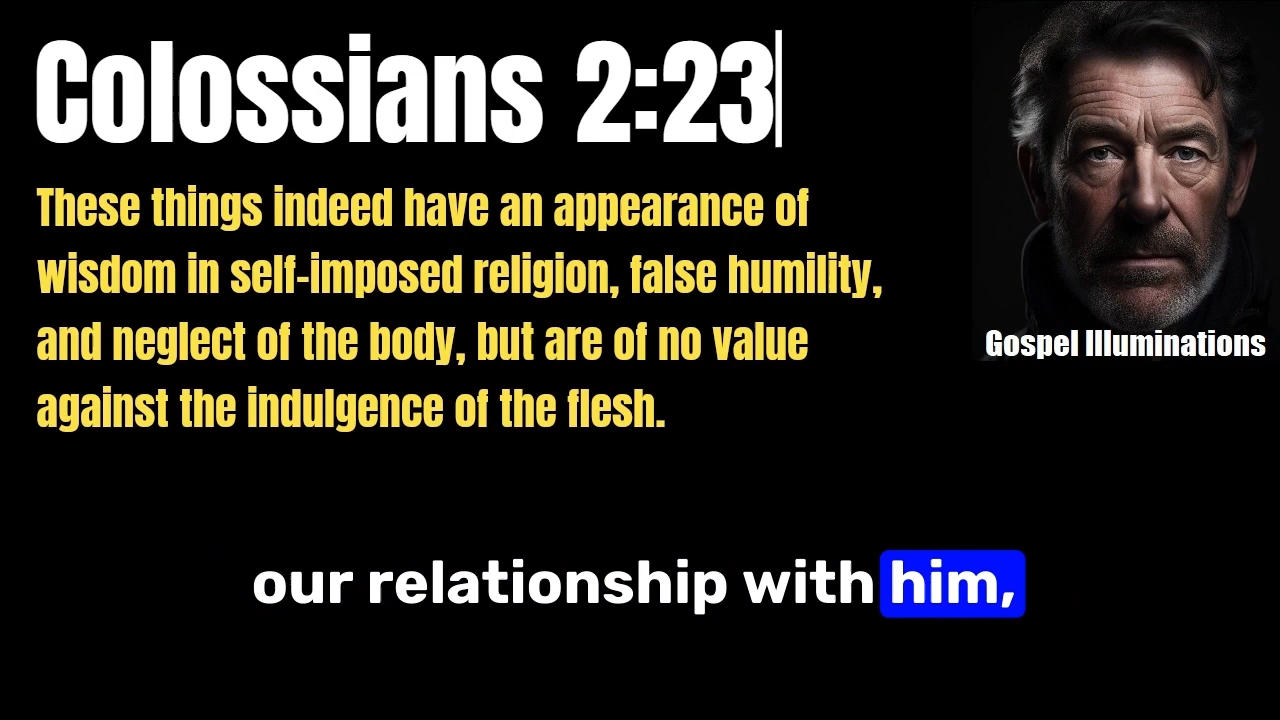 Colossians 2:23
These things indeed have an appearance of
wisdom in self-imposed religion, false humility,
and neglect of the body, but are of no value
against the indulgence of the flesh.
Gospel Illuminations
our relationship with him,